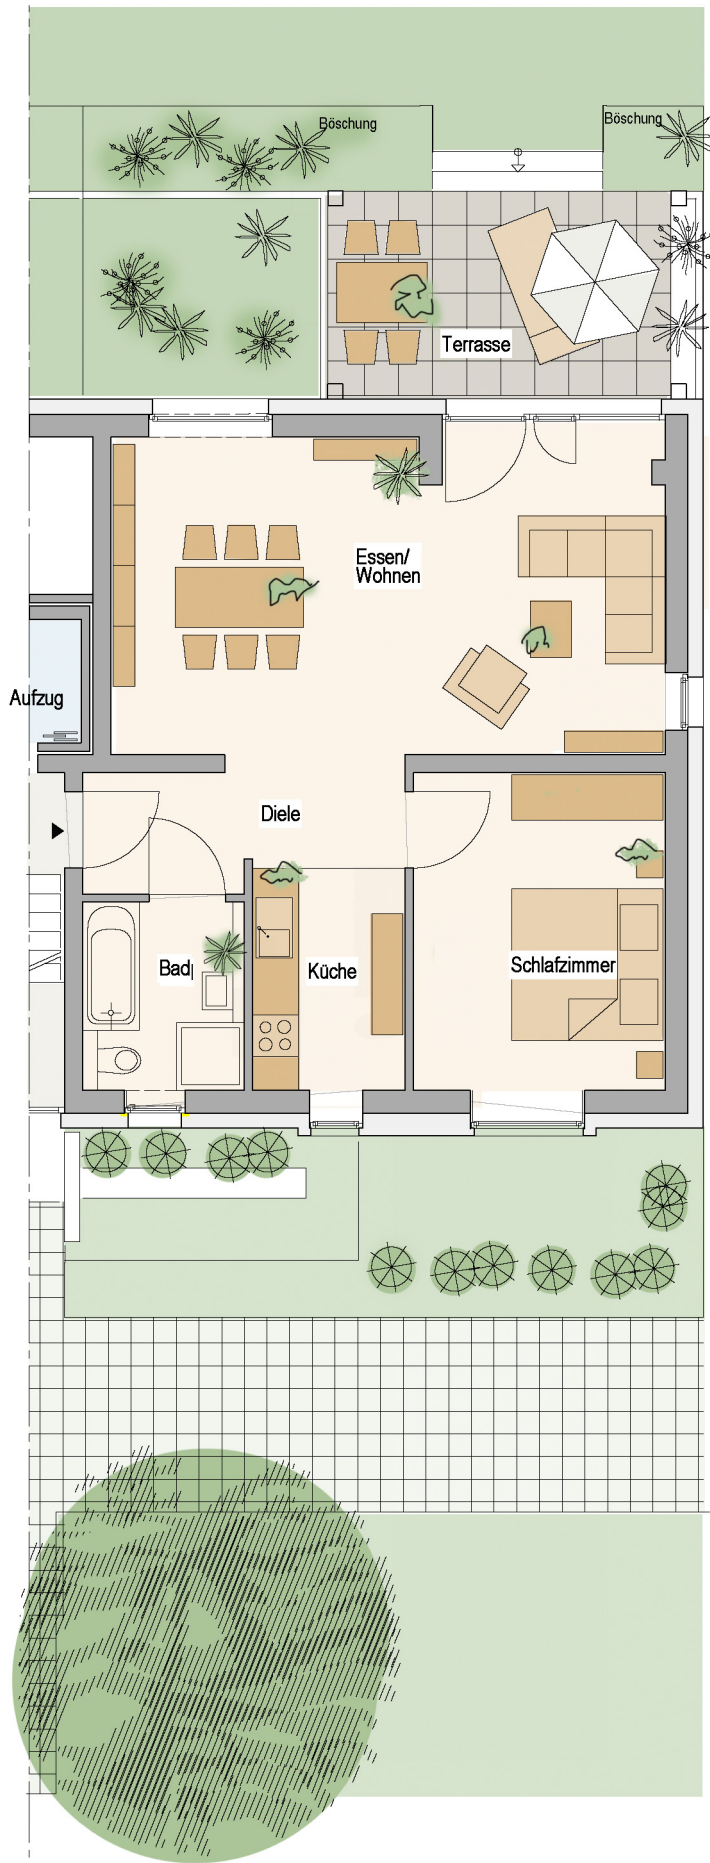 Böschung
Böschung
Terrasse
Essen/
Wohnen
Aufzug
Diele
Bad
Küche
Schlafzimmer